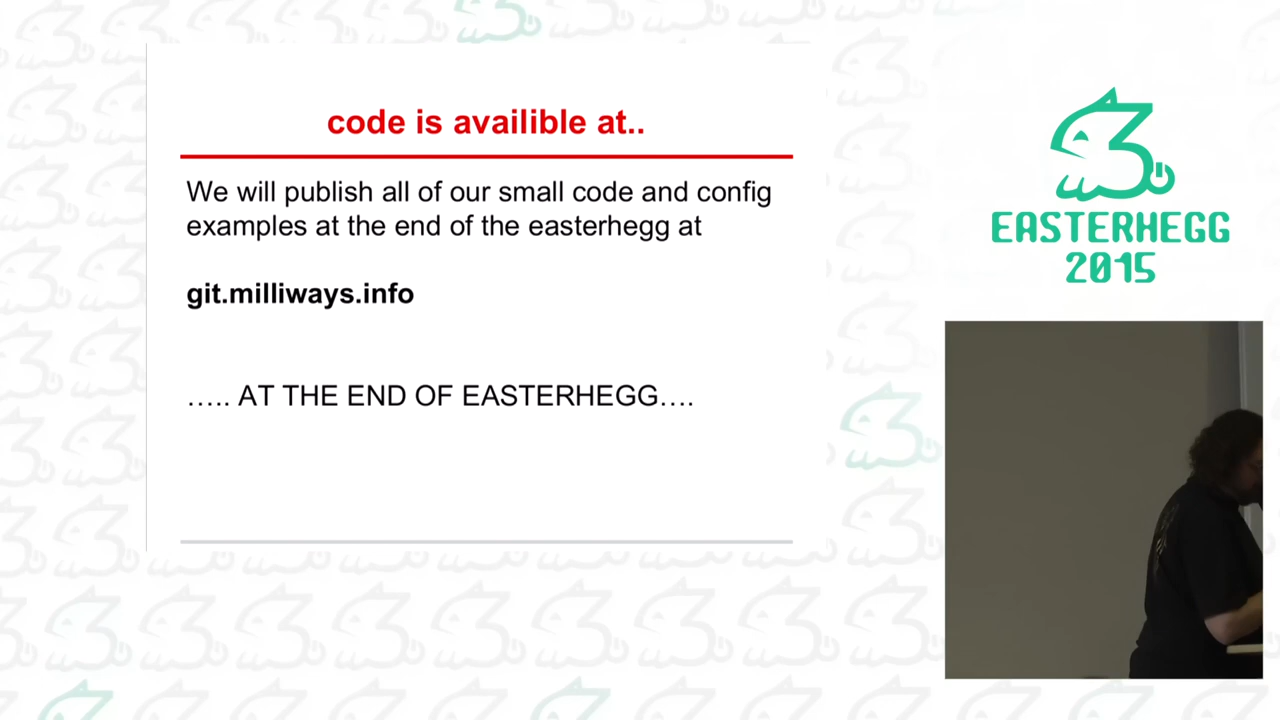 code is availible at..
We will publish all of our small code and config
examples at the end of the easterhegg at
git.milliways.info
..... AT THE END OF EASTERHEGG....
EASTERHEGG
2015